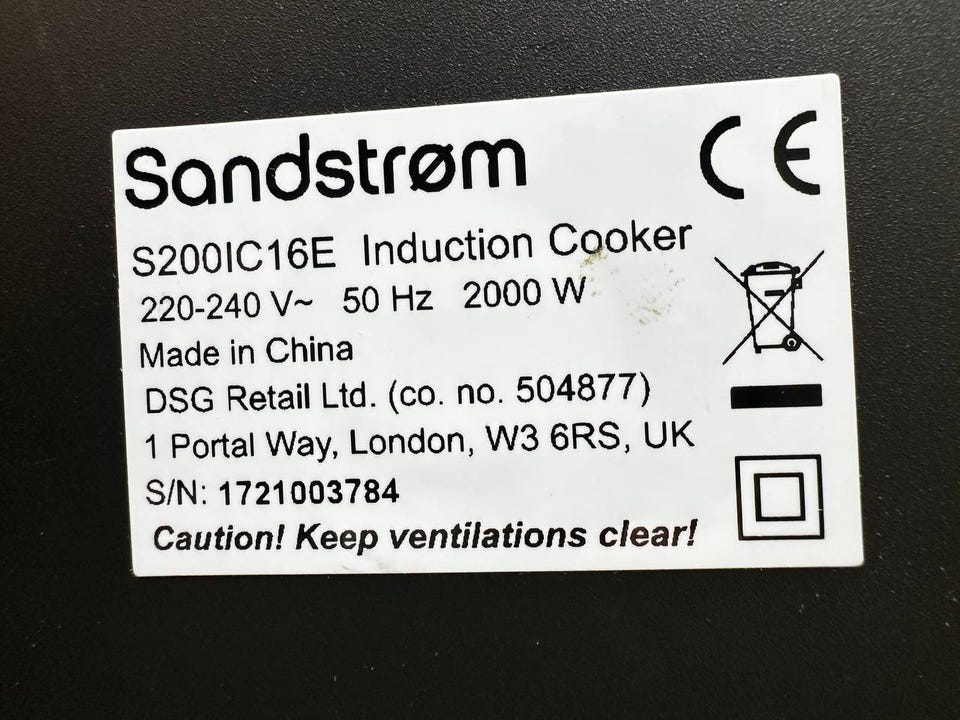 Sandstrøm
CE
S200IC16E Induction Cooker
220-240 V~ 50 Hz 2000 W
Made in China
DSG Retail Ltd. (co. no. 504877)
1 Portal Way, London, W3 6RS, UK
S/N: 1721003784
Caution! Keep ventilations clear!